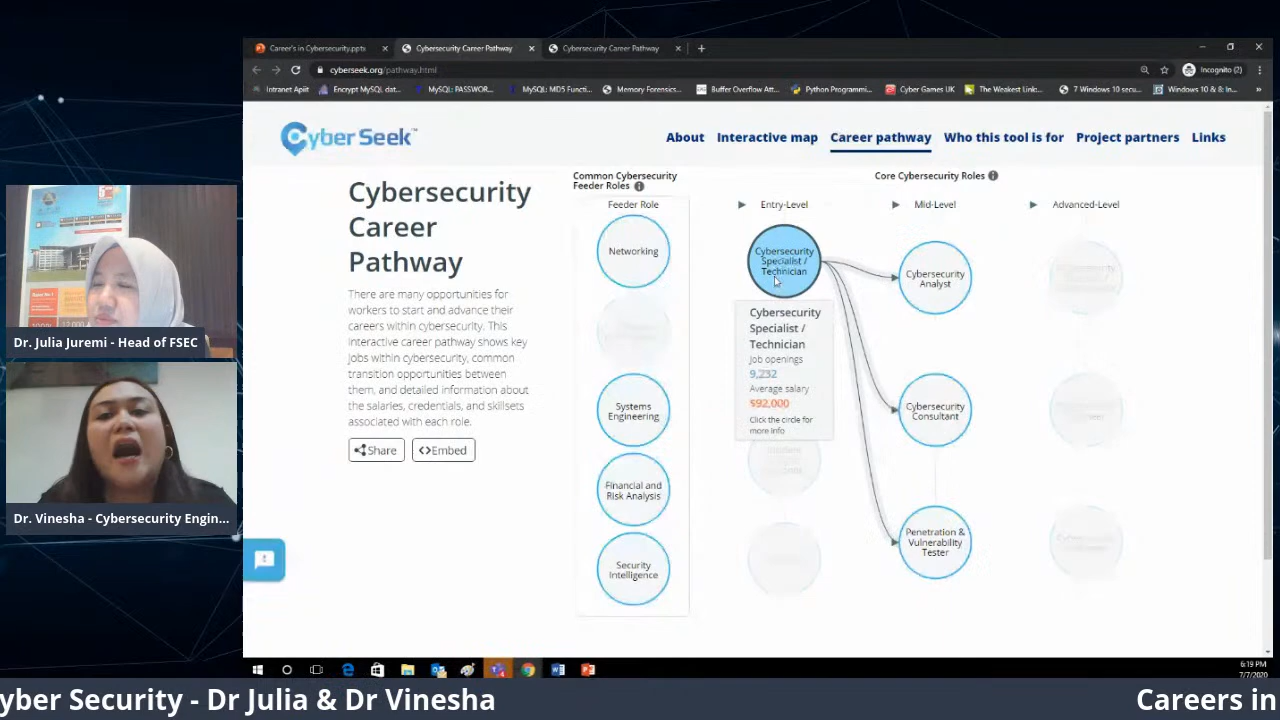 Career's in Cybersecurity.pptx
Cybersecurity Career Pathway
Cybersecurity Career Pathway
cyberseek.org/pathway.html
Incognito (2)
Intranet Apiit
Encrypt MySQL dat...
MySQL: PASSWOR...
MySQL: MD5 Functi...
Memory Forensics...
Buffer Overflow Att...
Python Programmi...
Cyber Games UK
The Weakest Link...
7 Windows 10 secu...
Windows 10 & 8: In...
Cyber Seek™
About
Interactive map
Career pathway
Who this tool is for
Project partners
Links
Cybersecurity
Career
Pathway
There are many opportunities for
workers to start and advance their
careers within cybersecurity. This
interactive career pathway shows key
jobs within cybersecurity, common
transition opportunities between
them, and detailed information about
the salaries, credentials, and skillsets
associated with each role.
Share
<>Embed
Common Cybersecurity
Feeder Roles
Feeder Role
Networking
Systems
Engineering
Financial and
Risk Analysis
Security
Intelligence
Core Cybersecurity Roles
Entry-Level
Mid-Level
Advanced-Level
Cybersecurity
Specialist /
Technician
Cybersecurity
Specialist /
Technician
Job openings
9,232
Average salary
$92,000
Click the circle for
more info
Cybersecurity
Analyst
Cybersecurity
Consultant
Penetration &
Vulnerability
Tester
Dr. Julia Juremi - Head of FSEC
Dr. Vinesha - Cybersecurity Engin...
6:19 PM
7/7/2020
yber Security - Dr Julia & Dr Vinesha
Careers in